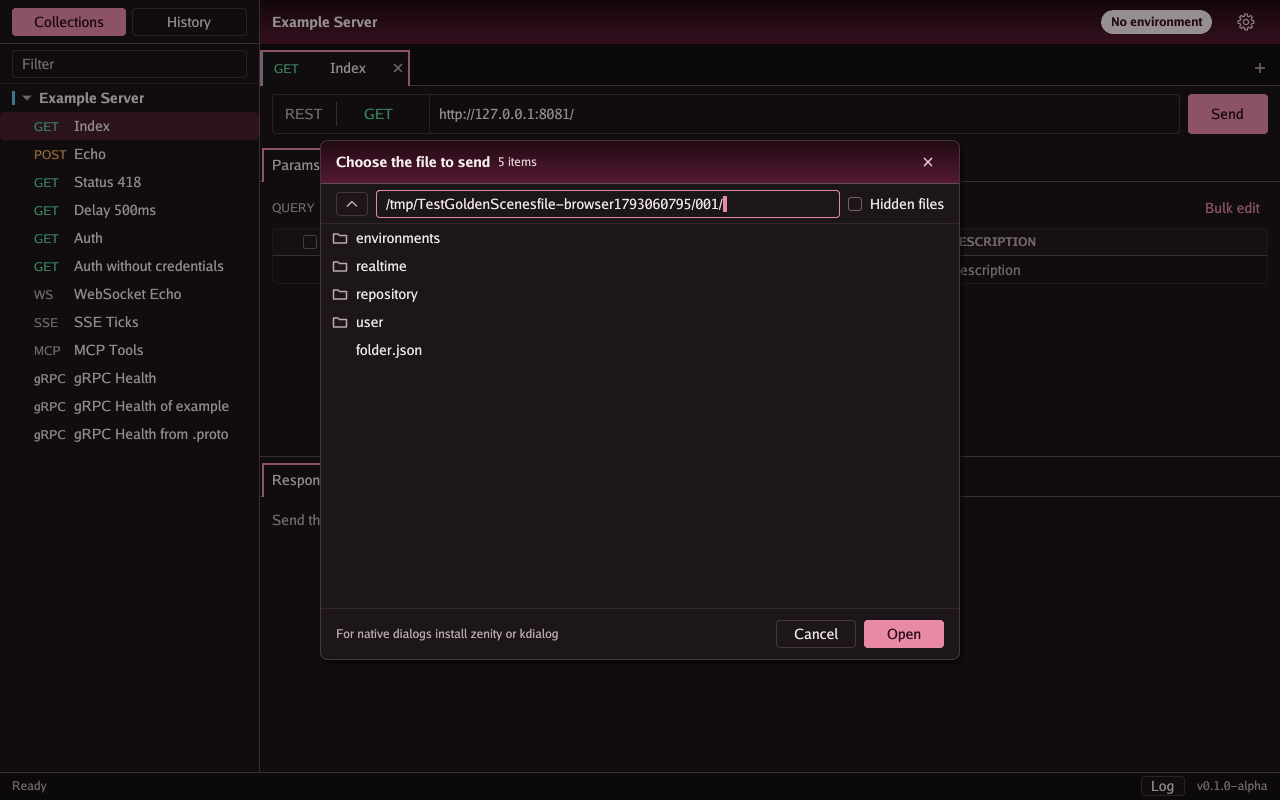 Collections
History
Example Server
No environment
Filter
GET Index
Example Server
GET Index
POST Echo
GET Status 418
GET Delay 500ms
GET Auth
GET Auth without credentials
WS WebSocket Echo
SSE SSE Ticks
MCP MCP Tools
gRPC gRPC Health
gRPC gRPC Health of example
gRPC gRPC Health from .proto
REST GET http://127.0.0.1:8081/ Send
Params
QUERY
Bulk edit
ESCRIPTION
escription
Choose the file to send 5 items
/tmp/TestGoldenScenesfile-browser1793060795/001/
Hidden files
environments
realtime
repository
user
folder.json
For native dialogs install zenity or kdialog
Cancel
Open
Respon
Send th
Ready
Log
v0.1.0-alpha